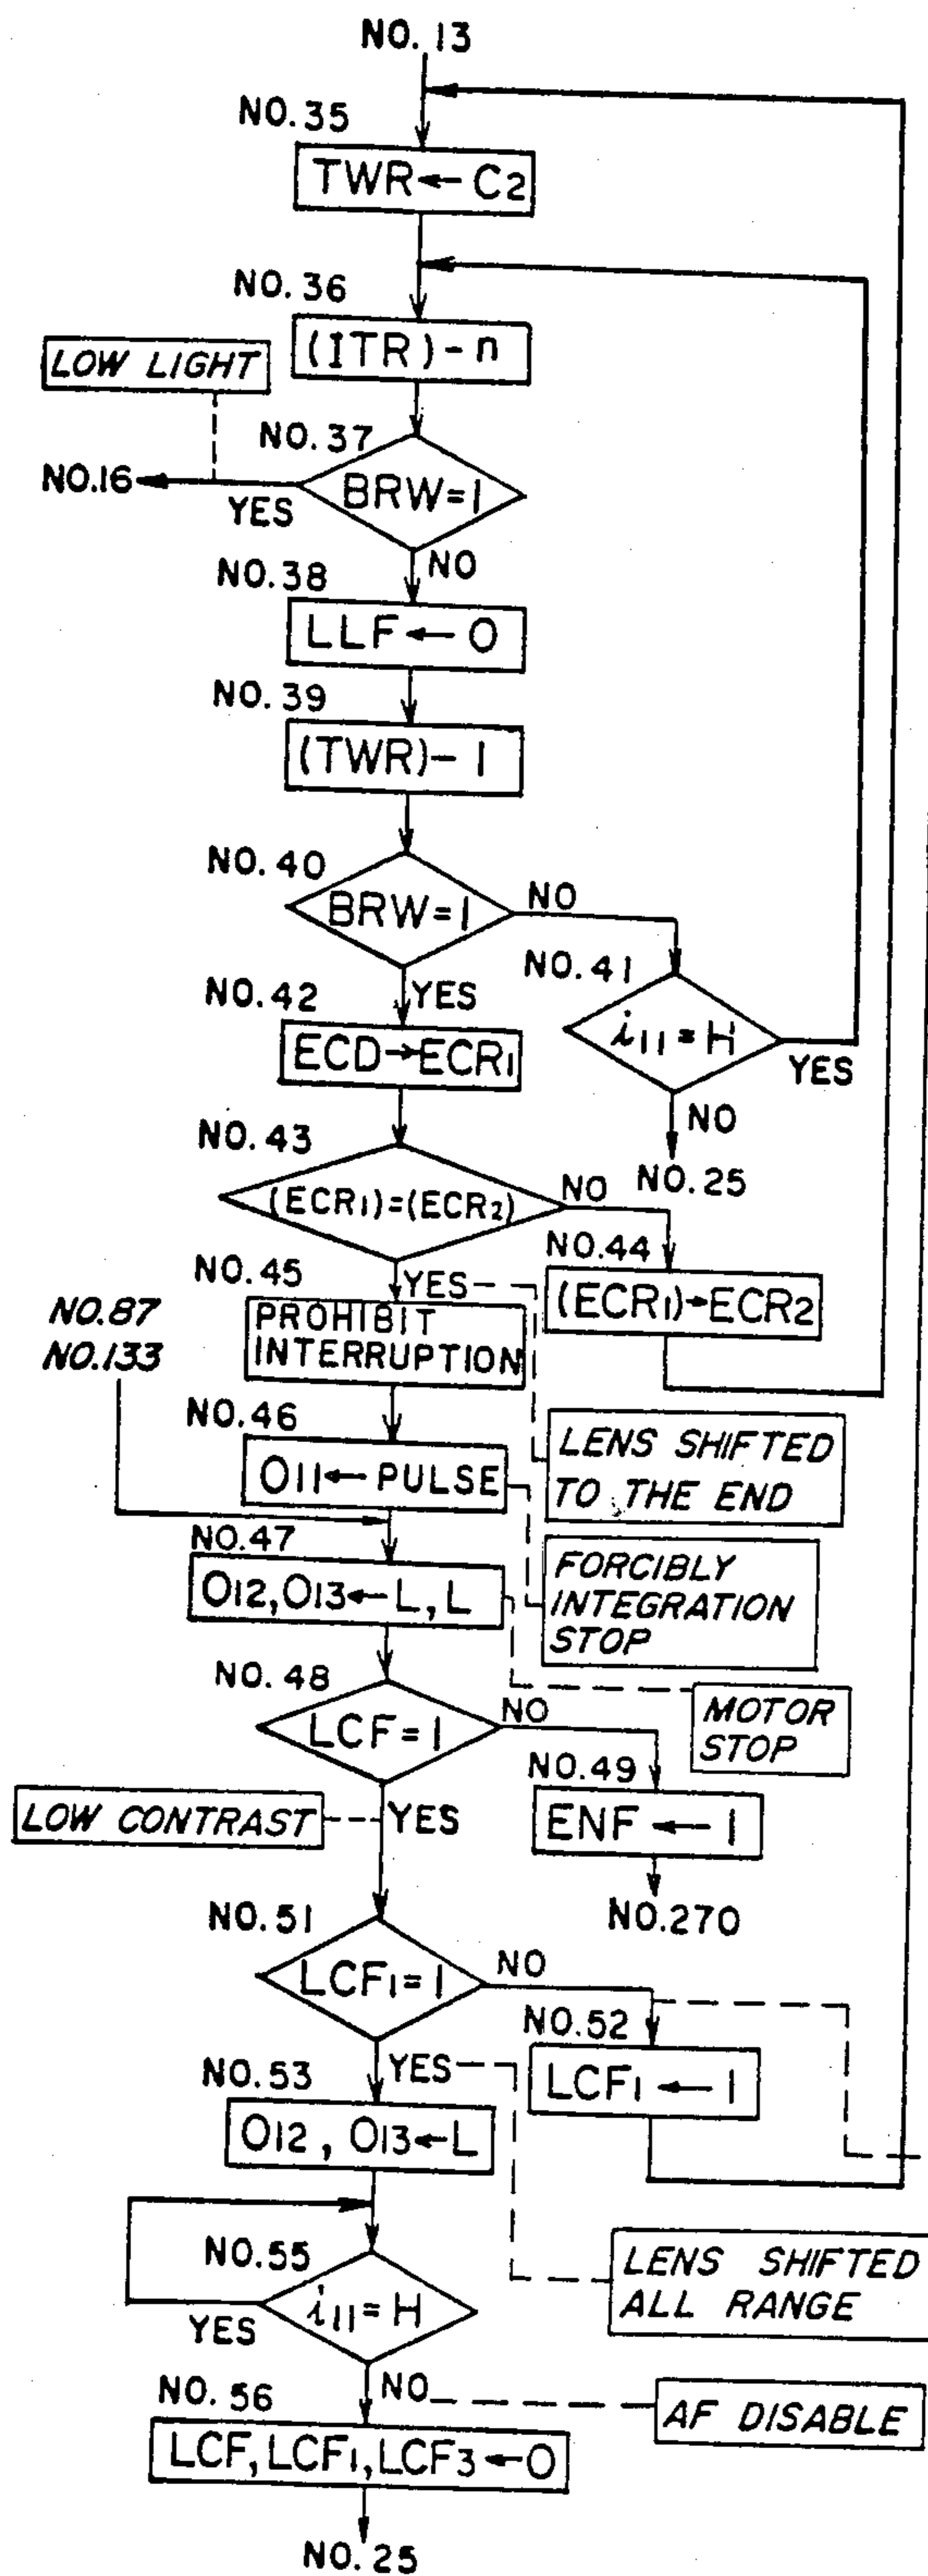 NO. 13
NO. 35
TWR ← C2
NO. 36
(ITR) - n
LOW LIGHT
NO. 37
BRW = 1
NO.16
YES
NO
NO. 38
LLF ← 0
NO. 39
(TWR) - 1
NO. 40
BRW = 1
NO
NO. 41
i11 = H
YES
NO
NO.25
YES
NO. 42
ECD → ECR1
NO. 43
(ECR1)=(ECR2)
NO
NO.44
(ECR1)→ECR2
NO. 45
YES
PROHIBIT
INTERRUPTION
NO.87
NO.133
NO.46
O11 ← PULSE
LENS SHIFTED
TO THE END
NO.47
O12,O13 ← L, L
FORCIBLY
INTEGRATION
STOP
NO. 48
LCF = 1
NO
MOTOR
STOP
NO.49
ENF ← 1
NO.270
LOW CONTRAST
YES
NO.51
LCF1 = 1
NO
NO.52
LCF1 ← 1
YES
NO. 53
O12 , O13 ← L
LENS SHIFTED
ALL RANGE
NO.55
i11 = H
YES
NO
AF DISABLE
NO. 56
LCF, LCF1, LCF3 ← 0
NO.25